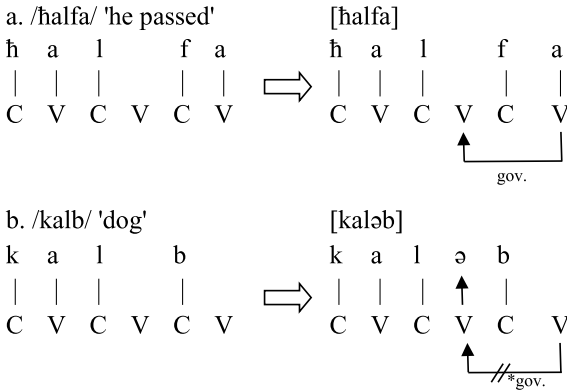 a. /ħalfa/ 'he passed' [ħalfa]
ħ a l f a ħ a l f a
C V C V C V C V C V C V
gov.
b. /kalb/ 'dog' [kaləb]
k a l b k a l ə b
C V C V C V C V C V C V
*gov.